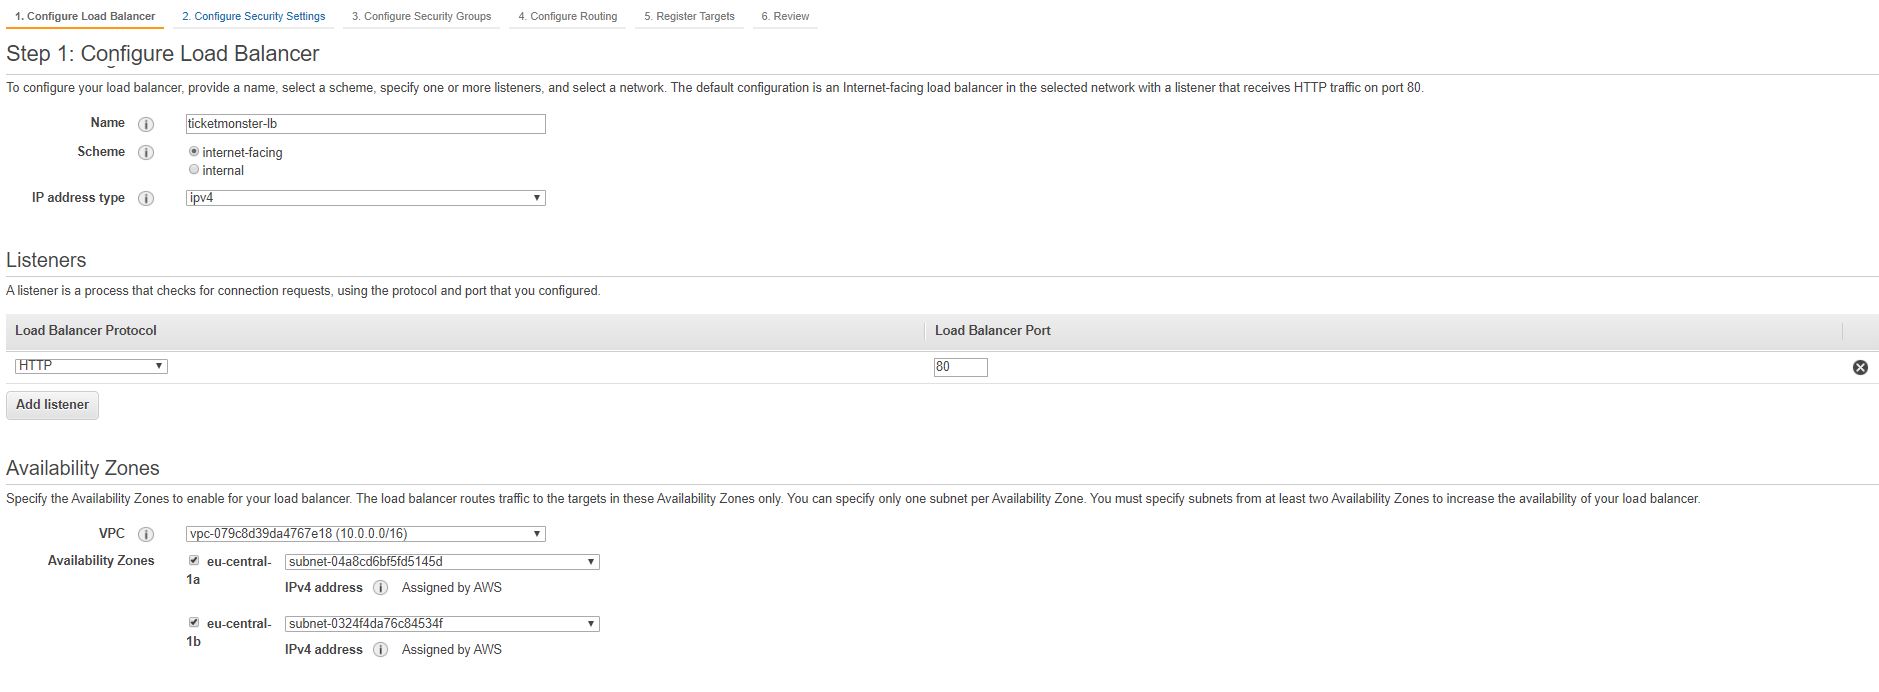 1. Configure Load Balancer 2. Configure Security Settings 3. Configure Security Groups 4. Configure Routing 5. Register Targets 6. Review
Step 1: Configure Load Balancer
To configure your load balancer, provide a name, select a scheme, specify one or more listeners, and select a network. The default configuration is an Internet-facing load balancer in the selected network with a listener that receives HTTP traffic on port 80.
Name ticketmonster-lb
Scheme internet-facing
internal
IP address type ipv4
Listeners
A listener is a process that checks for connection requests, using the protocol and port that you configured.
Load Balancer Protocol Load Balancer Port
HTTP 80
Add listener
Availability Zones
Specify the Availability Zones to enable for your load balancer. The load balancer routes traffic to the targets in these Availability Zones only. You can specify only one subnet per Availability Zone. You must specify subnets from at least two Availability Zones to increase the availability of your load balancer.
VPC vpc-079c8d39da4767e18 (10.0.0.0/16)
Availability Zones eu-central- subnet-04a8cd6bf5fd5145d
1a
IPv4 address Assigned by AWS
eu-central- subnet-0324f4da76c84534f
1b
IPv4 address Assigned by AWS